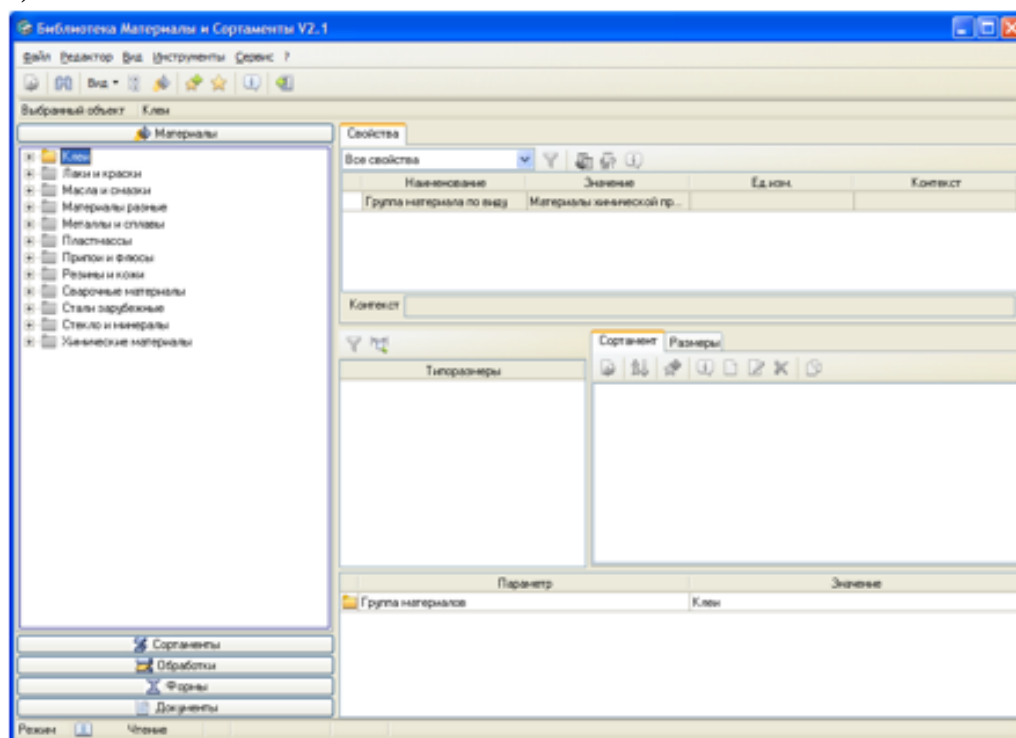 Библиотека Материалы и Сортаменты V2.1
Файл Редактор Вид Инструменты Сервис ?
Вид
Выбранный объект Клеи
Материалы
Клеи
Лаки и краски
Масла и смазки
Материалы разные
Металлы и сплавы
Пластмассы
Припои и флюсы
Резины и кожи
Сварочные материалы
Стали зарубежные
Стекло и минералы
Химические материалы
Сортаменты
Обработки
Формы
Документы
Свойства
Все свойства
Наименование Значение Ед.изм. Контекст
Группа материала по виду Материалы химической пр...
Контекст
Типоразмеры
Сортамент Размеры
Параметр Значение
Группа материалов Клеи
Режим Чтение